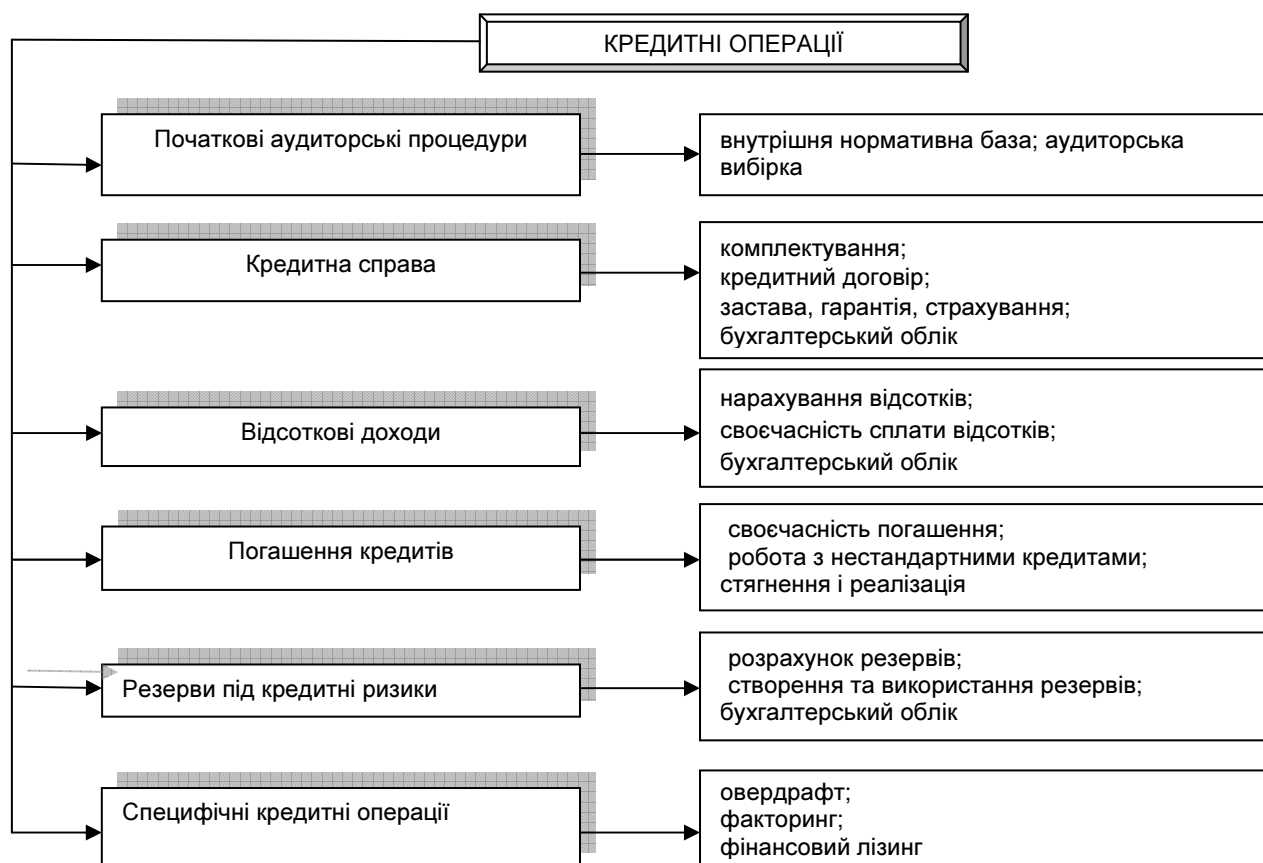 КРЕДИТНІ ОПЕРАЦІЇ
Початкові аудиторські процедури
внутрішня нормативна база; аудиторська
вибірка
Кредитна справа
комплектування;
кредитний договір;
застава, гарантія, страхування;
бухгалтерський облік
Відсоткові доходи
нарахування відсотків;
своєчасність сплати відсотків;
бухгалтерський облік
Погашення кредитів
своєчасність погашення;
робота з нестандартними кредитами;
стягнення і реалізація
Резерви під кредитні ризики
розрахунок резервів;
створення та використання резервів;
бухгалтерський облік
Специфічні кредитні операції
овердрафт;
факторинг;
фінансовий лізинг